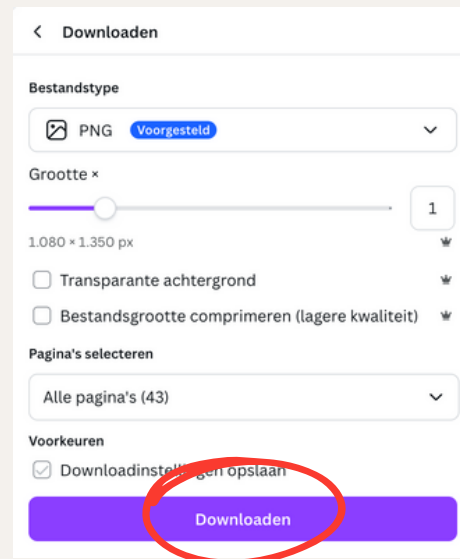 Downloaden
Bestandstype
PNG Voorgesteld
Grootte ×
1
1.080 × 1.350 px
Transparante achtergrond
Bestandsgrootte comprimeren (lagere kwaliteit)
Pagina's selecteren
Alle pagina's (43)
Voorkeuren
Downloadinstellingen opslaan
Downloaden